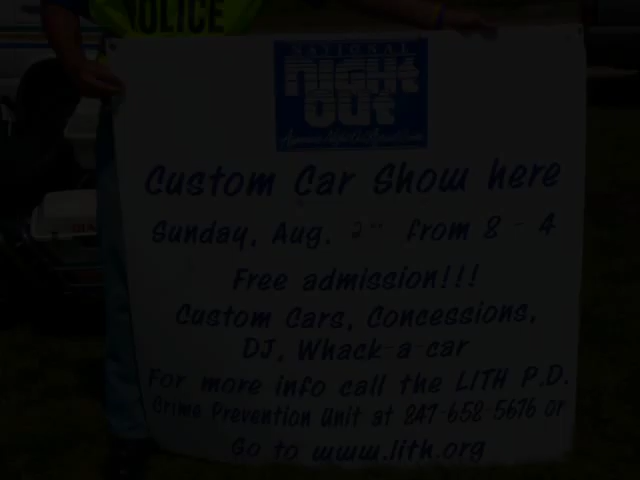 POLICE
NATIONAL
NIGHT
OUT
Custom Car Show here
Sunday, Aug. 2nd from 8 - 4
Free admission!!!
Custom Cars, Concessions,
DJ, Whack-a-car
For more info call the LITH P.D.
Crime Prevention Unit at 847-658-5676 or
Go to www.lith.org